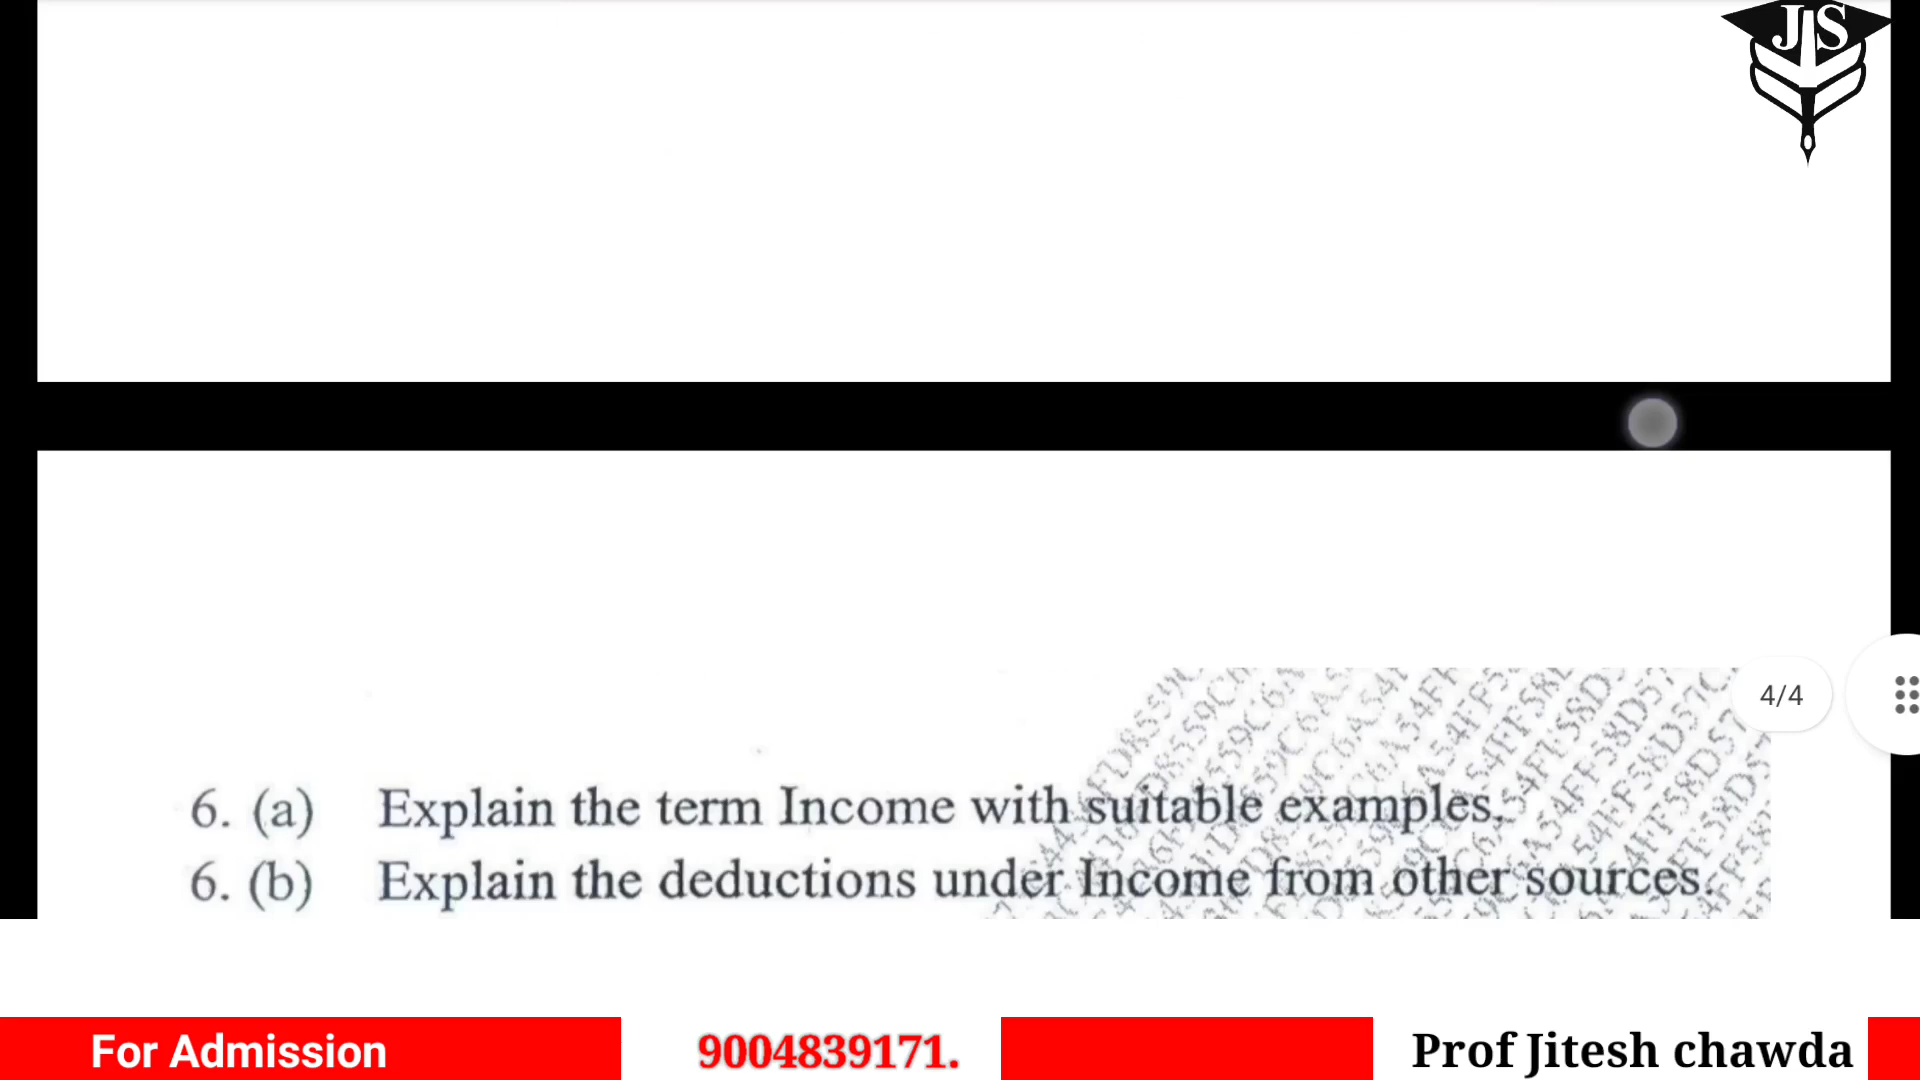 JS
4/4
6. (a) Explain the term Income with suitable examples.
6. (b) Explain the deductions under Income from other sources.
For Admission
9004839171.
Prof Jitesh chawda